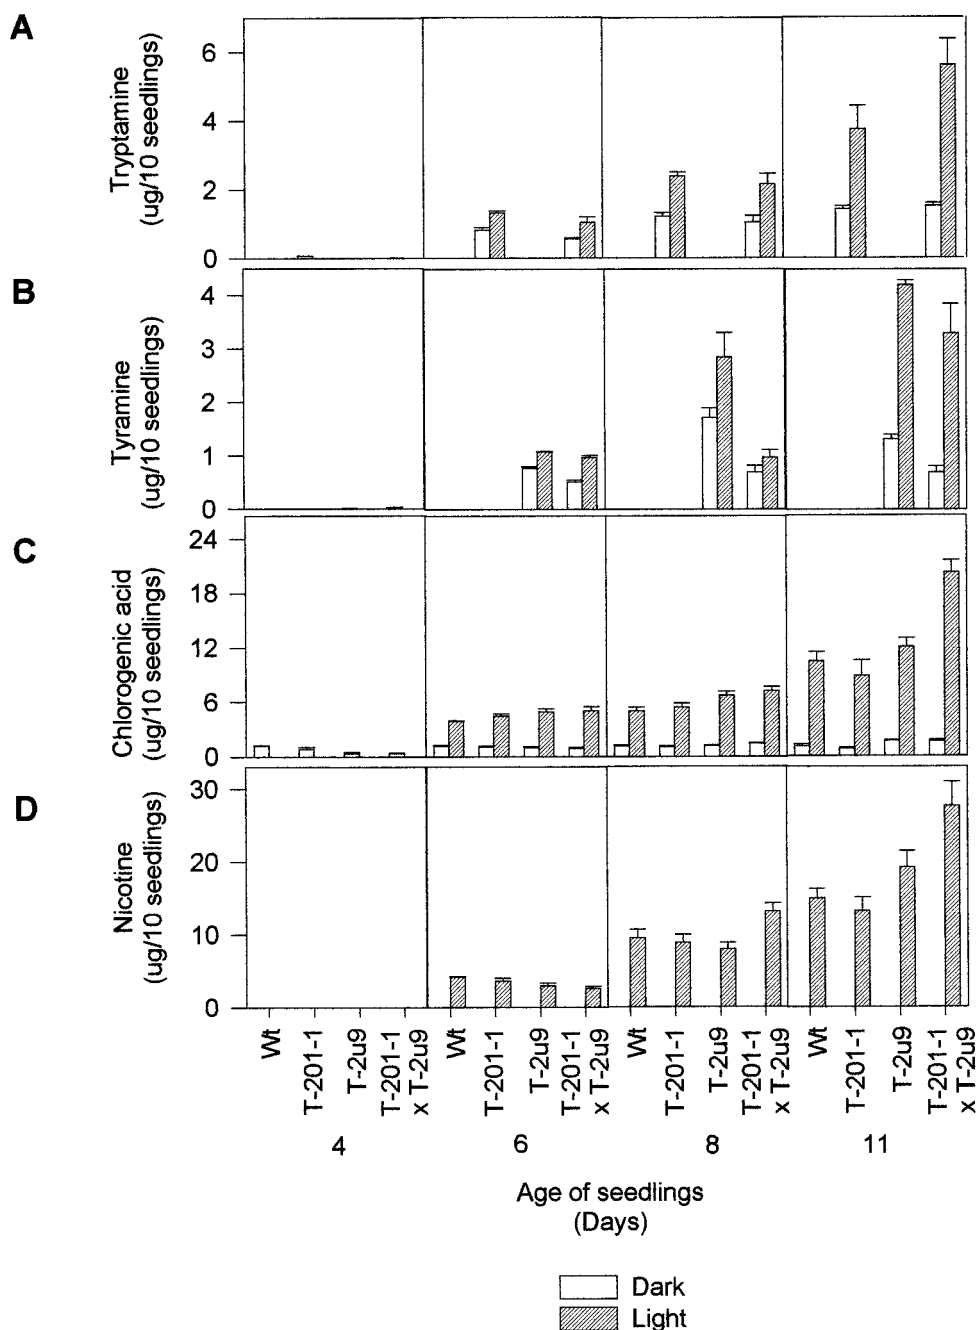 A
Tryptamine
(ug/10 seedlings)
6
4
2
0
B
Tyramine
(ug/10 seedlings)
4
3
2
1
0
C
Chlorogenic acid
(ug/10 seedlings)
24
18
12
6
0
D
Nicotine
(ug/10 seedlings)
30
20
10
0
Wt
T-201-1
T-2u9
T-201-1
x T-2u9
Wt
T-201-1
T-2u9
T-201-1
x T-2u9
Wt
T-201-1
T-2u9
T-201-1
x T-2u9
Wt
T-201-1
T-2u9
T-201-1
x T-2u9
4
6
8
11
Age of seedlings
(Days)
Dark
Light